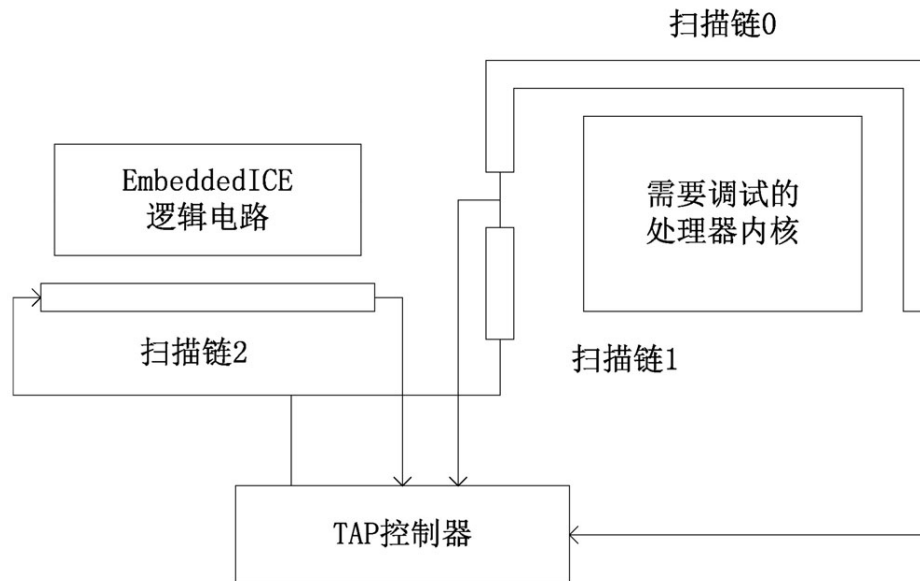 扫描链0
EmbeddedICE
逻辑电路
需要调试的
处理器内核
扫描链2
扫描链1
TAP控制器